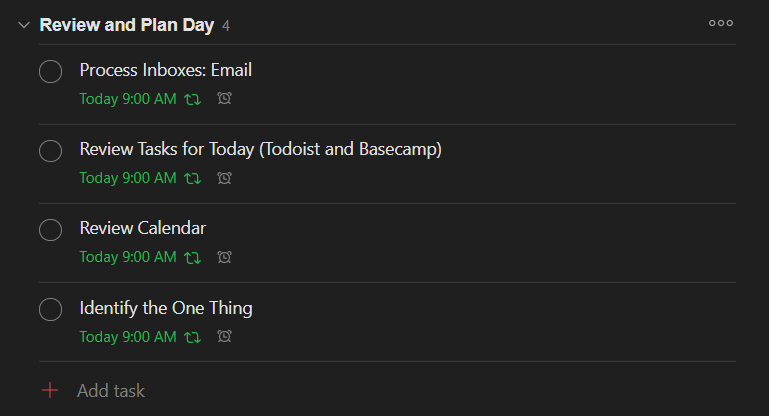 Review and Plan Day 4
Process Inboxes: Email
Today 9:00 AM
Review Tasks for Today (Todoist and Basecamp)
Today 9:00 AM
Review Calendar
Today 9:00 AM
Identify the One Thing
Today 9:00 AM
Add task